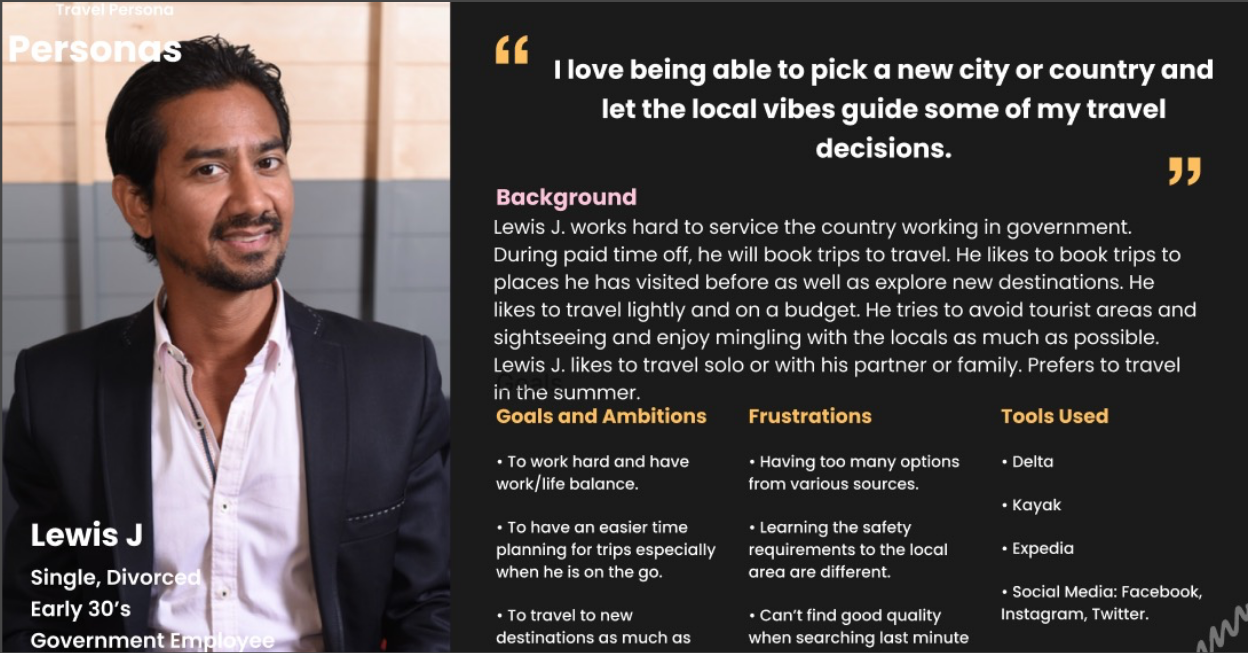 Travel Persona
Personas
“
I love being able to pick a new city or country and
let the local vibes guide some of my travel
decisions.
”
Background
Lewis J. works hard to service the country working in government.
During paid time off, he will book trips to travel. He likes to book trips to
places he has visited before as well as explore new destinations. He
likes to travel lightly and on a budget. He tries to avoid tourist areas and
sightseeing and enjoy mingling with the locals as much as possible.
Lewis J. likes to travel solo or with his partner or family. Prefers to travel
in the summer.
Goals
Goals and Ambitions
• To work hard and have
work/life balance.
• To have an easier time
planning for trips especially
when he is on the go.
• To travel to new
destinations as much as
Frustrations
• Having too many options
from various sources.
• Learning the safety
requirements to the local
area are different.
• Can’t find good quality
when searching last minute
Tools Used
• Delta
• Kayak
• Expedia
• Social Media: Facebook,
Instagram, Twitter.
Lewis J
Single, Divorced
Early 30’s
Government Employee